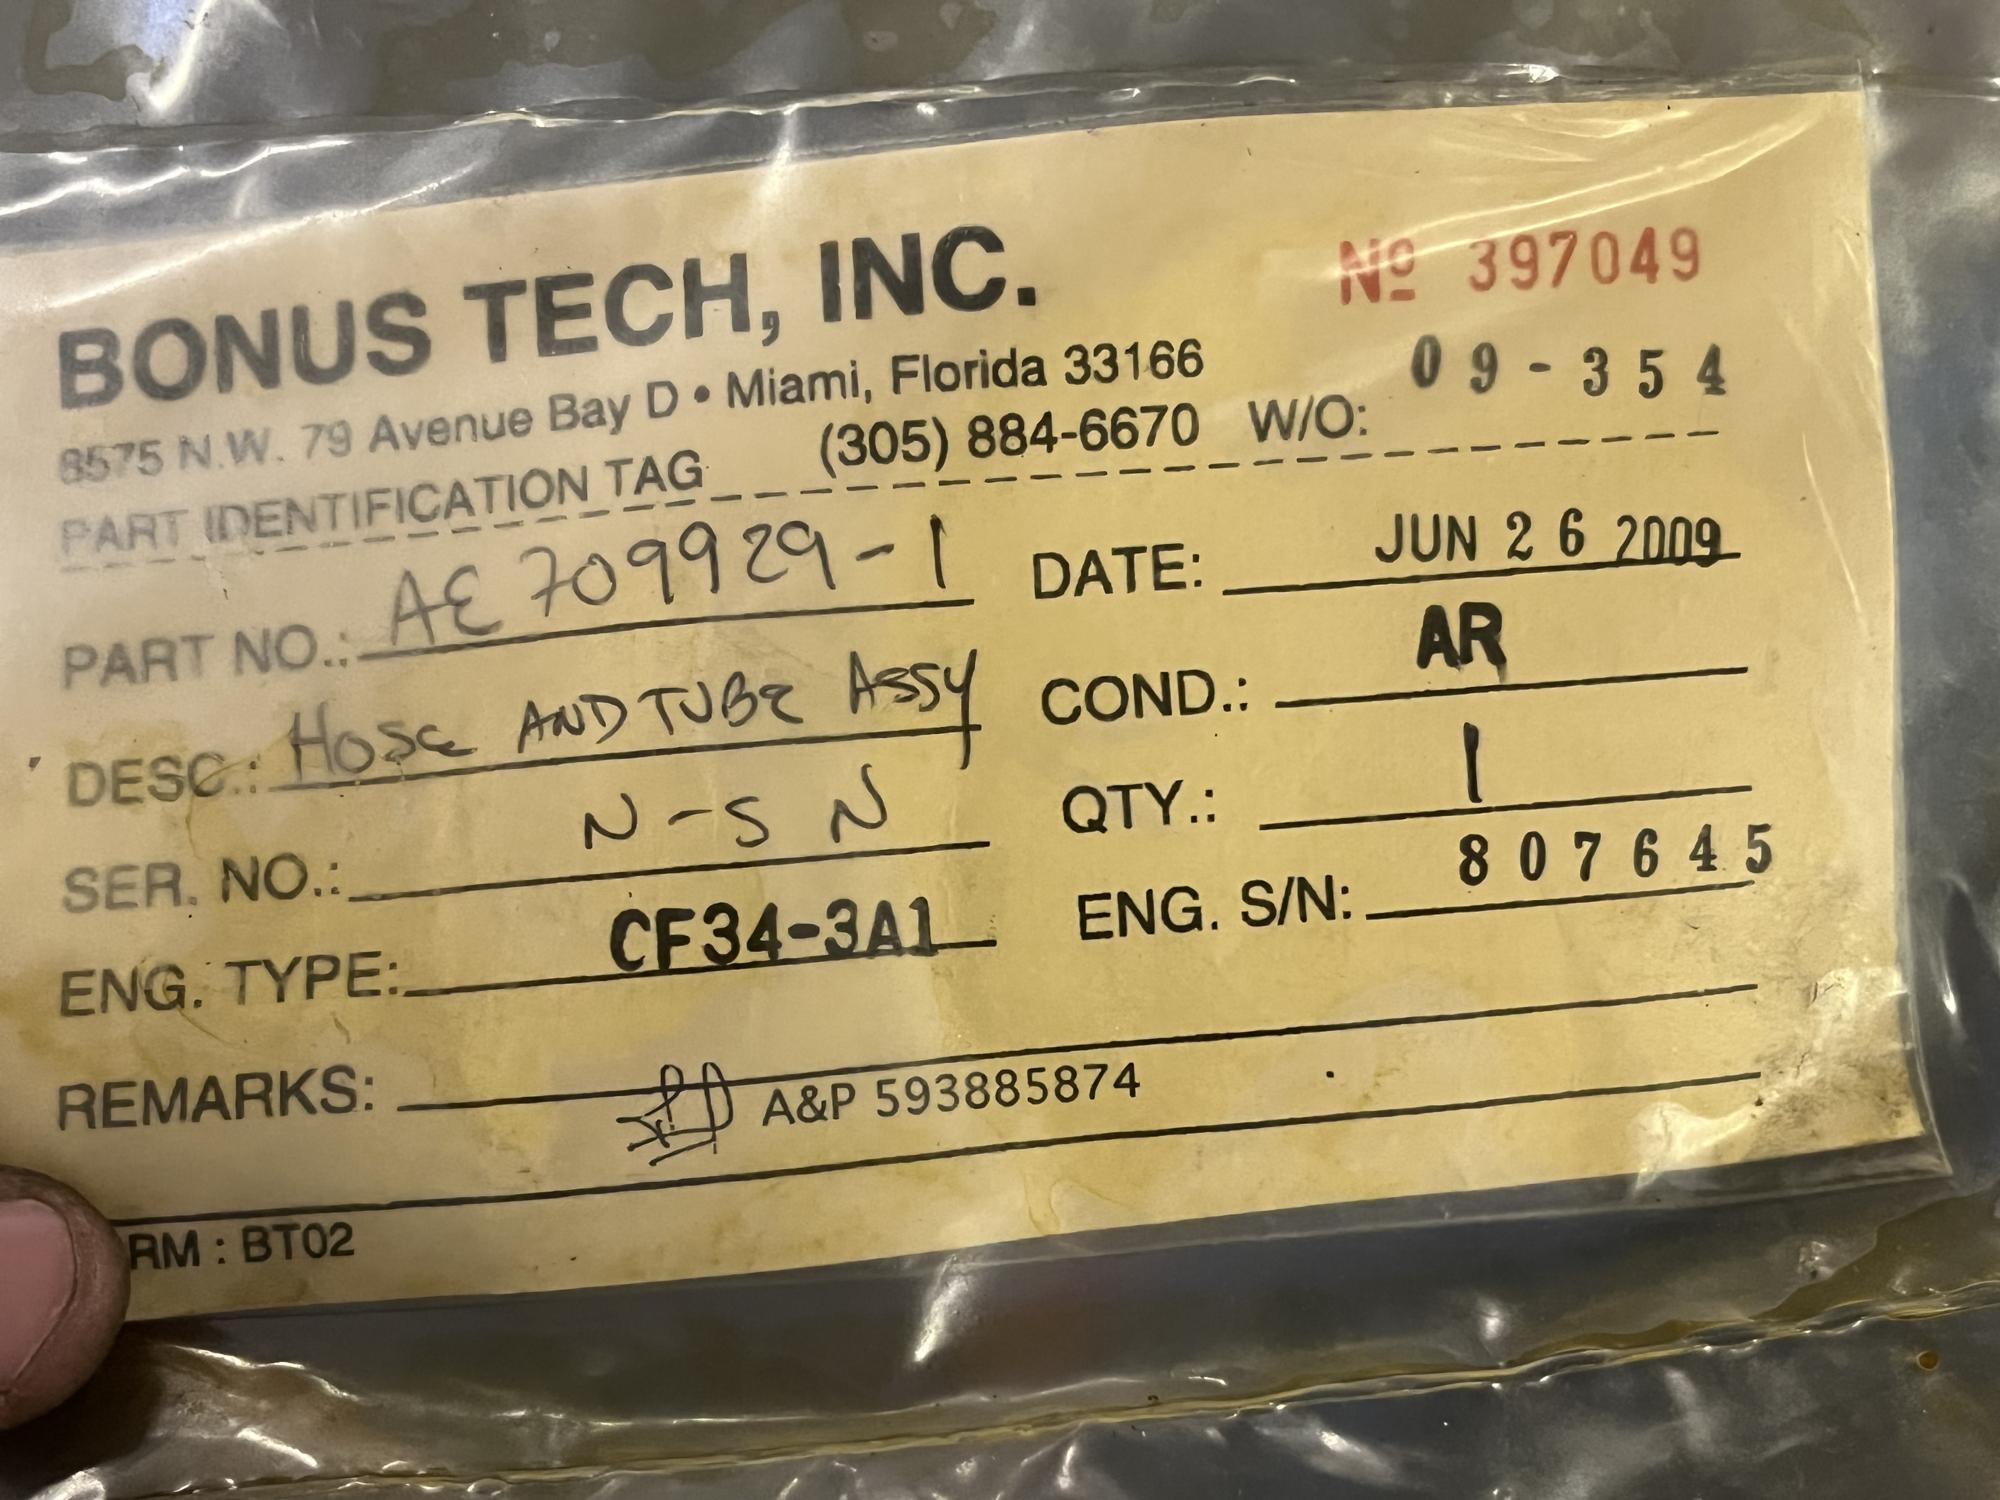 BONUS TECH, INC.
Nº 397049
8575 N.W. 79 Avenue Bay D • Miami, Florida 33166
PART IDENTIFICATION TAG (305) 884-6670 W/O: 09-354
PART NO.: AE709929-1 DATE: JUN 26 2009
DESC.: Hose AND TUBE ASSY COND.: AR
SER. NO.: N-SN QTY.: 1
ENG. TYPE: CF34-3A1 ENG. S/N: 807645
REMARKS: A&P 593885874
RM : BT02